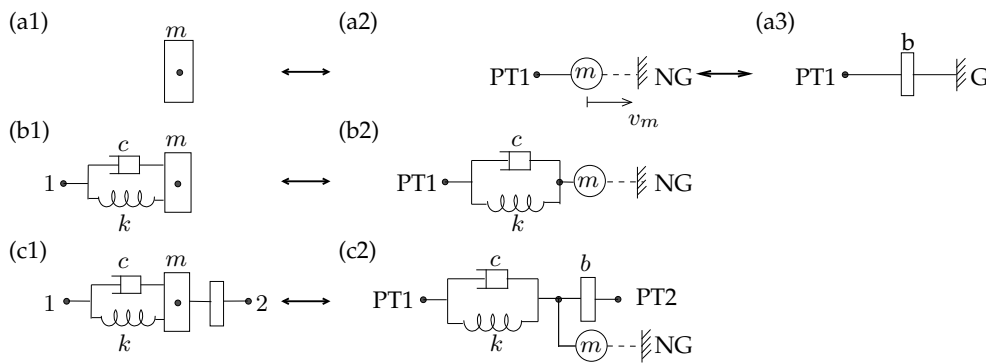 (a1) (a2) (a3)
m b
PT1 m NG PT1 G
v_m
(b1) (b2)
c m c
1 PT1 m NG
k k
(c1) (c2)
c m c b
1 2 PT1 PT2
k k m NG